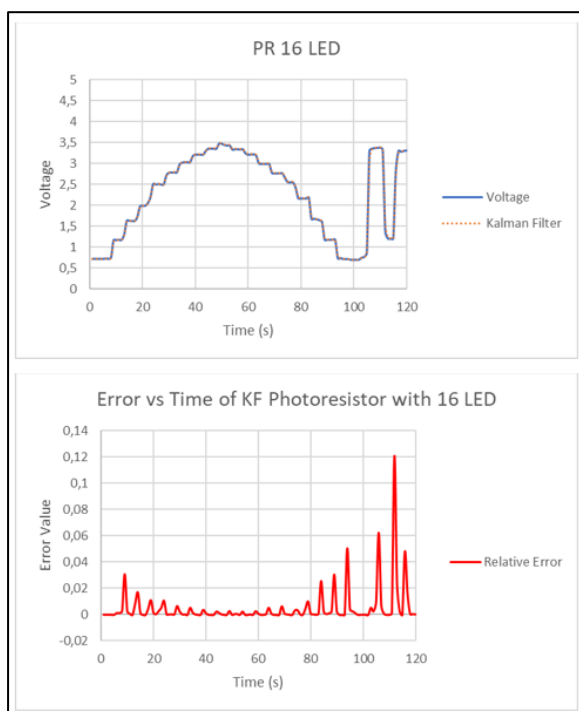 PR 16 LED
5
4,5
4
3,5
3
2,5
2
1,5
1
0,5
0
Voltage
0 20 40 60 80 100 120
Time (s)
Voltage
Kalman Filter
Error vs Time of KF Photoresistor with 16 LED
0,14
0,12
0,1
0,08
0,06
0,04
0,02
0
-0,02
Error Value
0 20 40 60 80 100 120
Time (s)
Relative Error